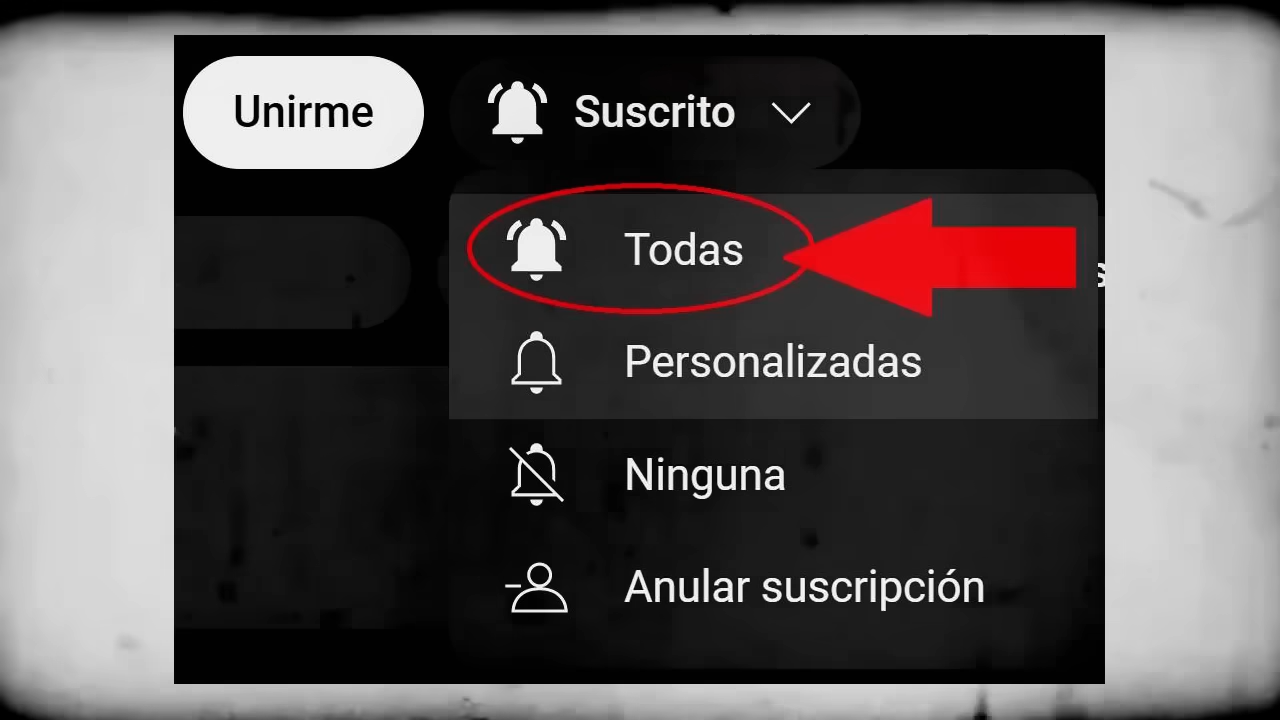 Unirme
Suscrito
Todas
Personalizadas
Ninguna
Anular suscripción